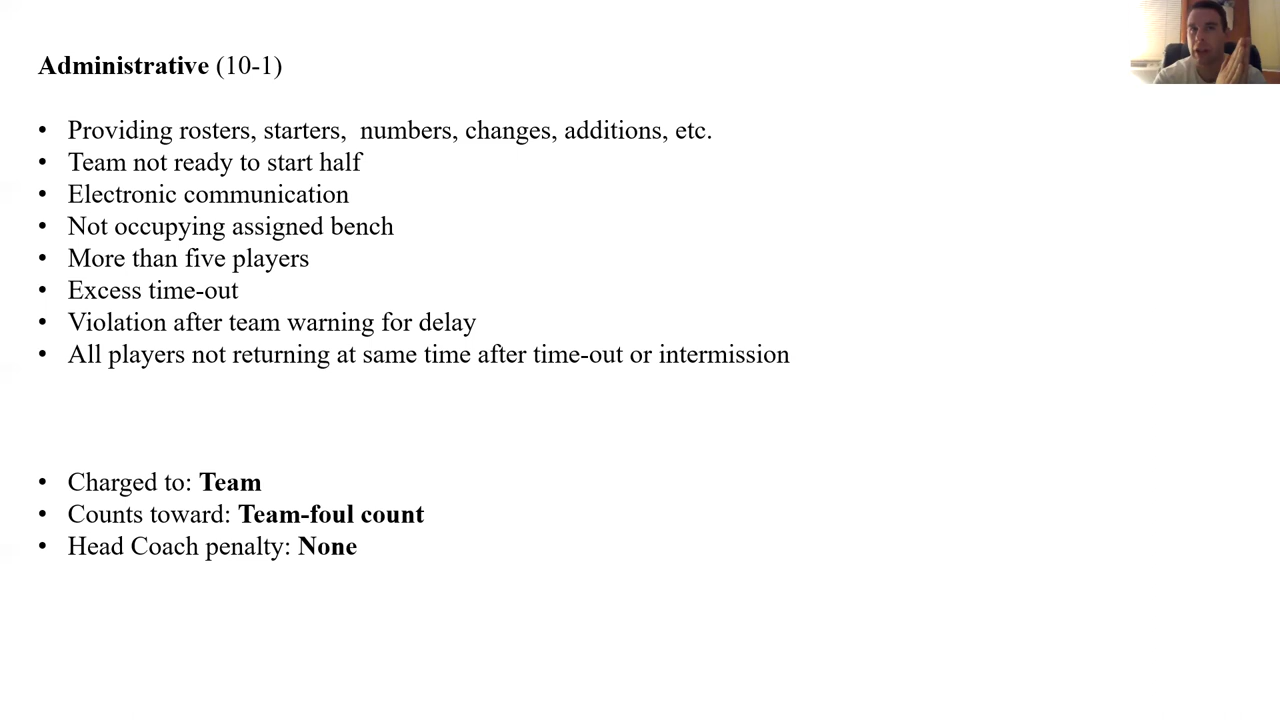 Administrative (10-1)
• Providing rosters, starters,  numbers, changes, additions, etc.
• Team not ready to start half
• Electronic communication
• Not occupying assigned bench
• More than five players
• Excess time-out
• Violation after team warning for delay
• All players not returning at same time after time-out or intermission
• Charged to: Team
• Counts toward: Team-foul count
• Head Coach penalty: None